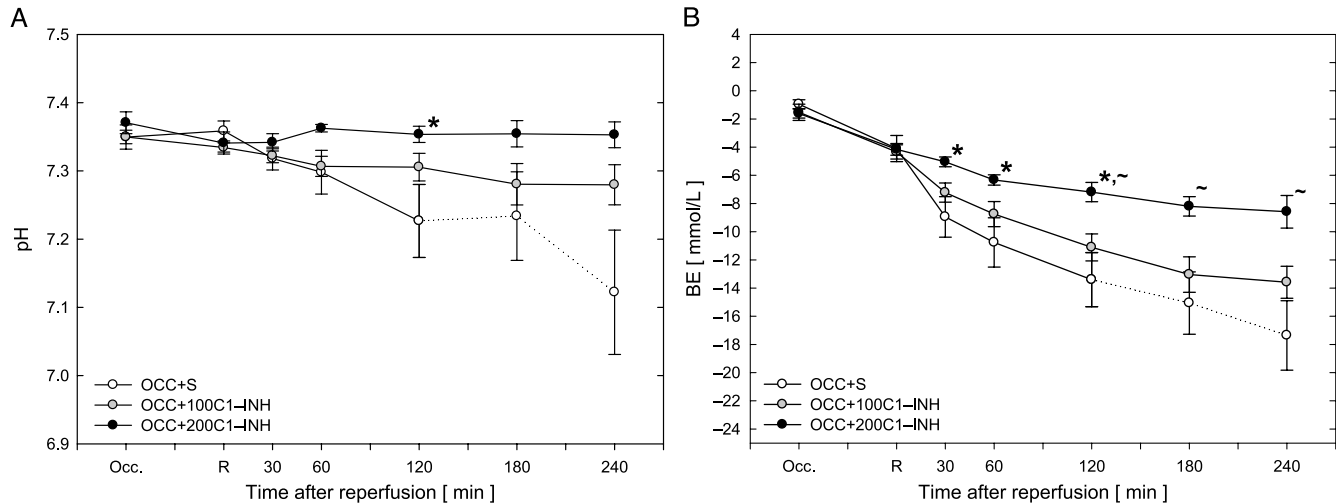 A
7.5
7.4
7.3
7.2
7.1
7.0
6.9
pH
*
OCC+S
OCC+100C1–INH
OCC+200C1–INH
Occ. R 30 60 120 180 240
Time after reperfusion [ min ]
B
4
2
0
–2
–4
–6
–8
–10
–12
–14
–16
–18
–20
–22
–24
BE [ mmol/L ]
* * *,~ ~ ~
OCC+S
OCC+100C1–INH
OCC+200C1–INH
Occ. R 30 60 120 180 240
Time after reperfusion [ min ]